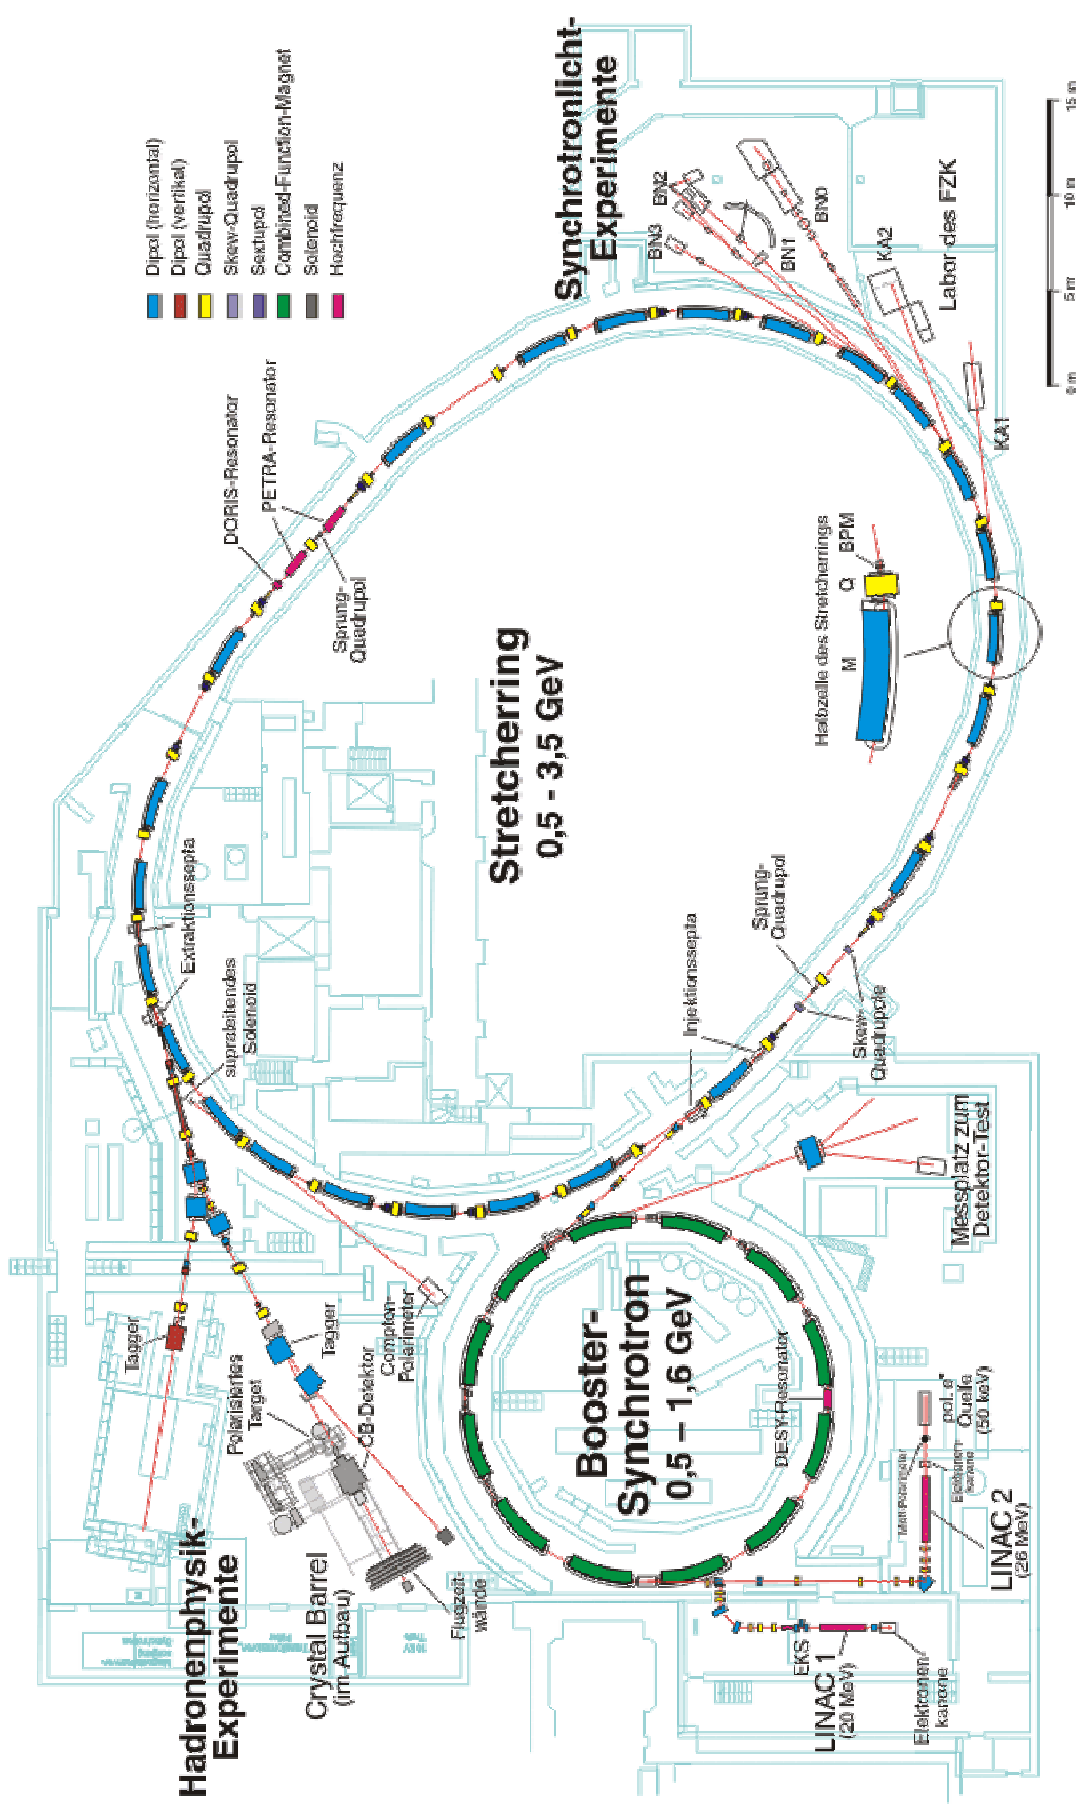 Dipol (horizontal)
Dipol (vertikal)
Quadrupol
Skew-Quadrupol
Sextupol
Combined-Function-Magnet
Solenoid
Hochfrequenz
Synchrotronlicht-
Experimente
BN3
BN2
BN1
BN0
KA2
Labor des FZK
KA1
0 m
5 m
10 m
15 m
DORIS-Resonator
PETRA-Resonator
Sprung-
Quadrupol
Stretcherring
0,5 - 3,5 GeV
Halbzelle des Stretcherrings
M
Q
BPM
Extraktionssepta
supraleitendes
Solenoid
Injektionssepta
Sprung-
Quadrupol
Skew-
Quadrupole
Messplatz zum
Detektor-Test
Tagger
Tagger
Compton-
Polarimeter
Polarisiertes
Target
CB-Detektor
Hadronenphysik-
Experimente
Crystal Barrel
(im Aufbau)
Flugzeit-
wände
Booster-
Synchrotron
0,5 – 1,6 GeV
DESY-Resonator
Quelle
(50 keV)
LINAC 2
(26 MeV)
EKS
LINAC 1
(20 MeV)
Elektronen
kanone